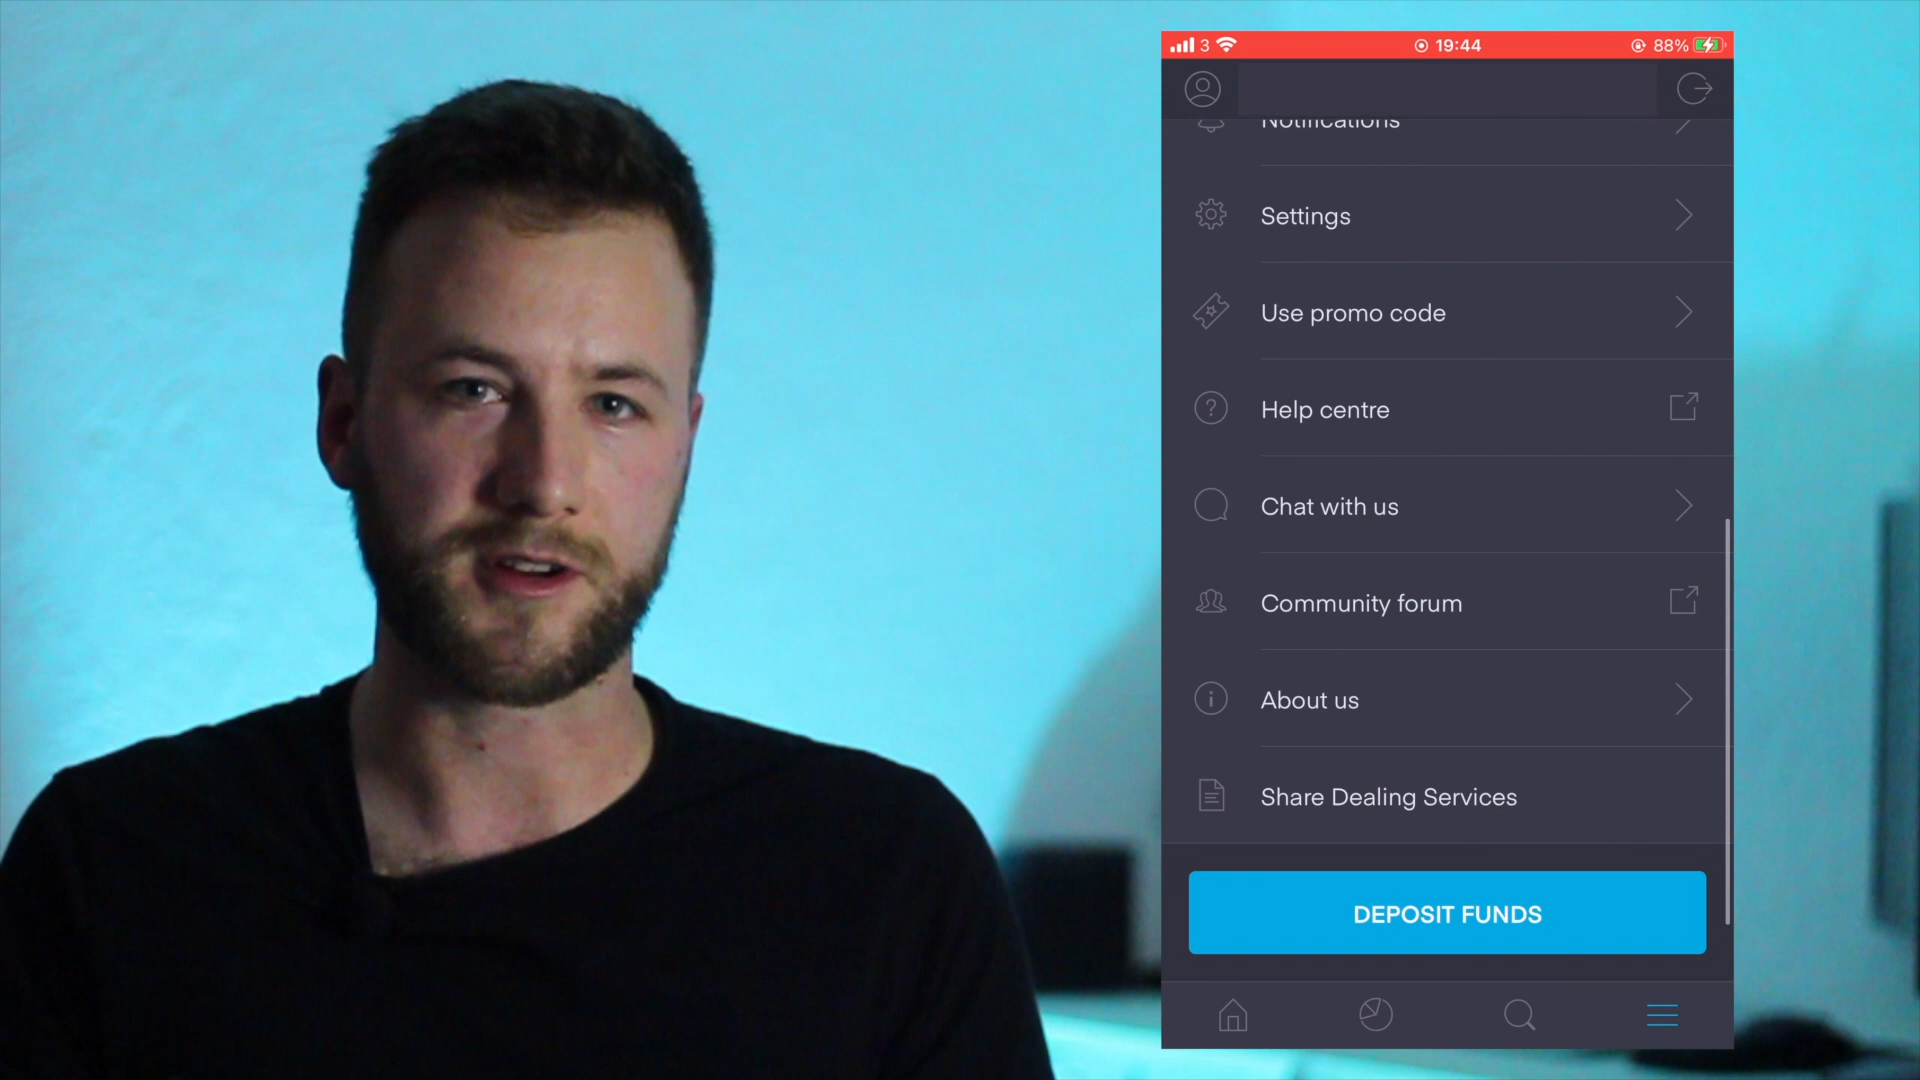 3 19:44 88%
Notifications
Settings
Use promo code
Help centre
Chat with us
Community forum
About us
Share Dealing Services
DEPOSIT FUNDS